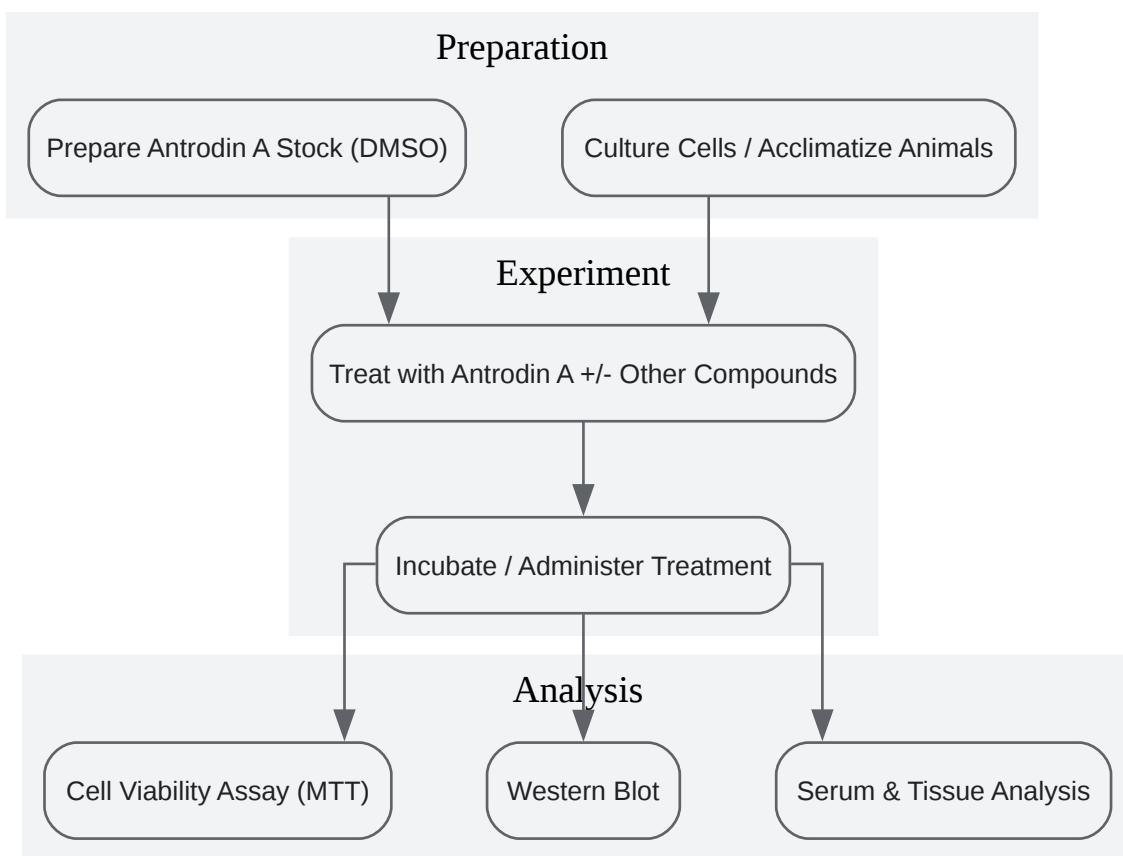 Preparation
Prepare Antrodin A Stock (DMSO)
Culture Cells / Acclimatize Animals
Experiment
Treat with Antrodin A +/- Other Compounds
Incubate / Administer Treatment
Analysis
Cell Viability Assay (MTT)
Western Blot
Serum & Tissue Analysis